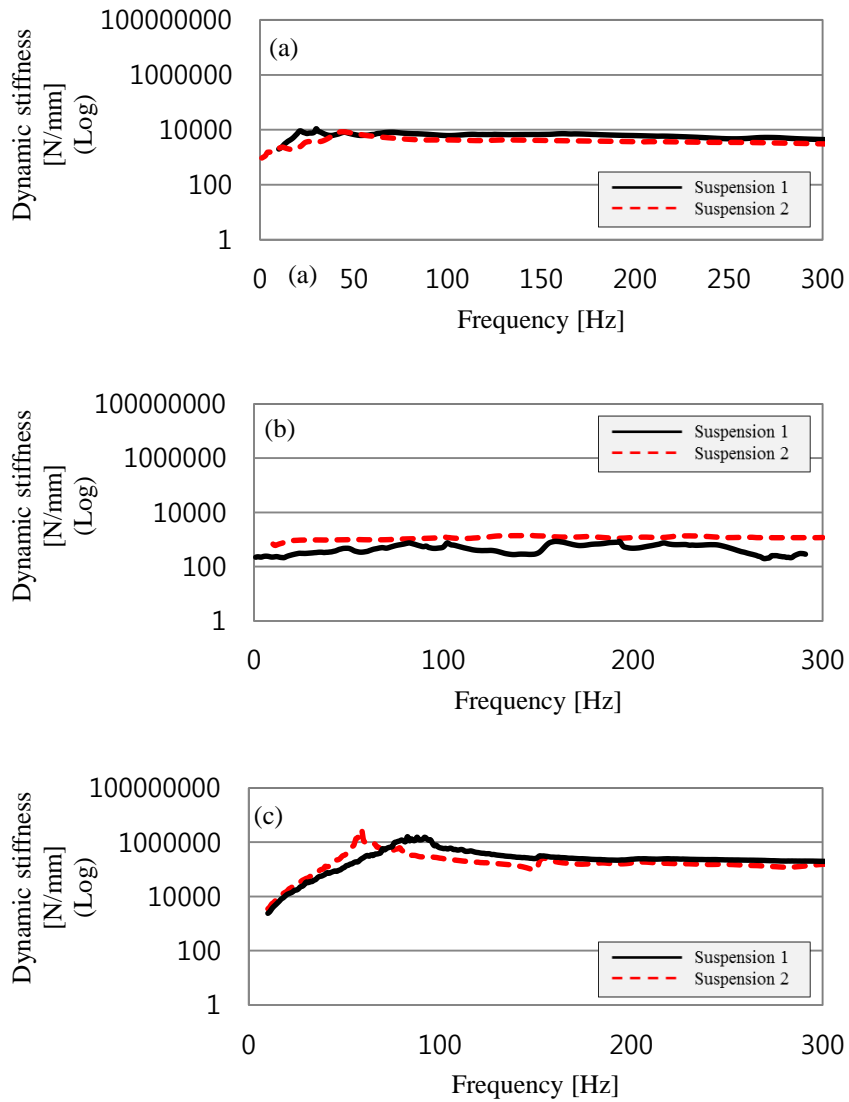 Dynamic stiffness
[N/mm]
(Log)
100000000
1000000
10000
100
1
(a)
Suspension 1
Suspension 2
0 (a) 50 100 150 200 250 300
Frequency [Hz]
Dynamic stiffness
[N/mm]
(Log)
100000000
1000000
10000
100
1
(b)
Suspension 1
Suspension 2
0 100 200 300
Frequency [Hz]
Dynamic stiffness
[N/mm]
(Log)
100000000
1000000
10000
100
1
(c)
Suspension 1
Suspension 2
0 100 200 300
Frequency [Hz]